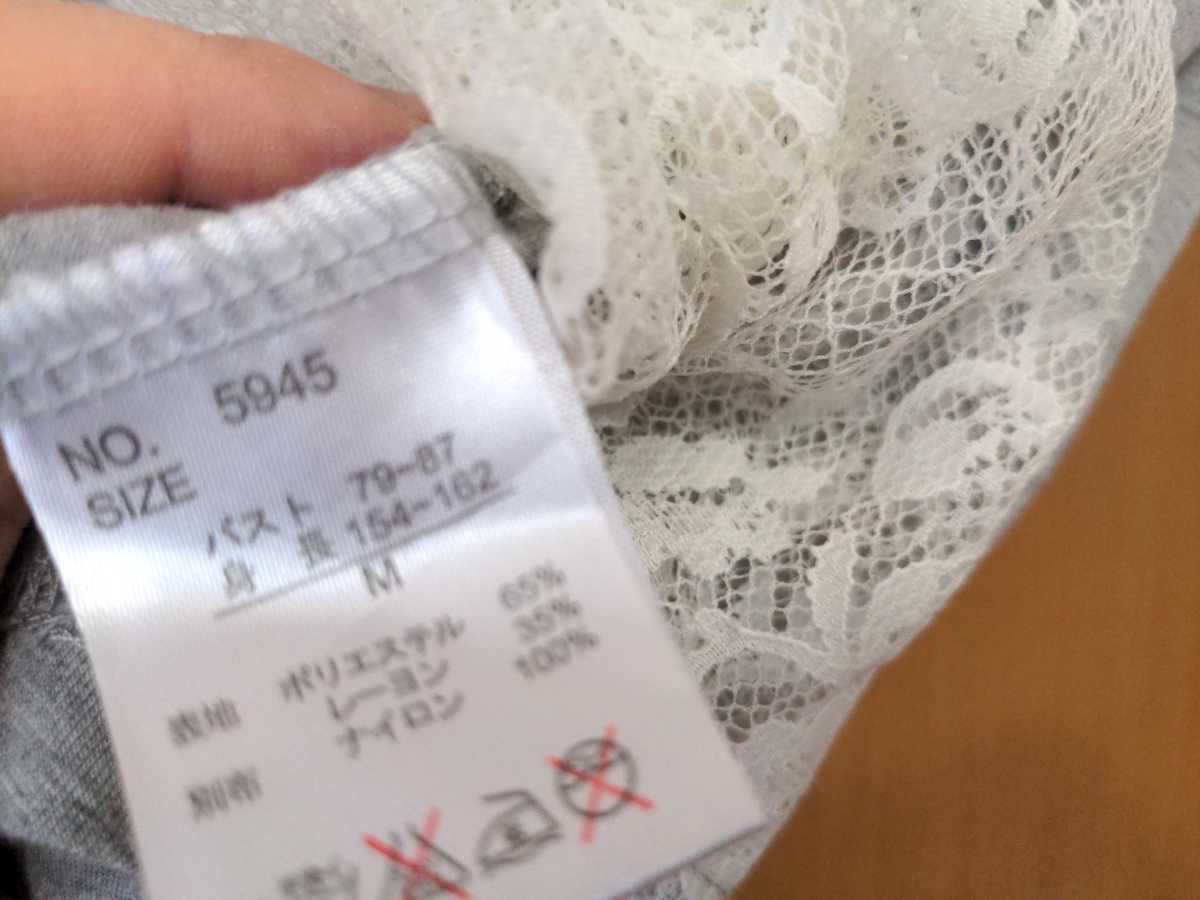 NO. 5945
SIZE
バスト 79~87
身長 154~162
M
表地 ポリエステル 65%
レーヨン 35%
別布 ナイロン 100%